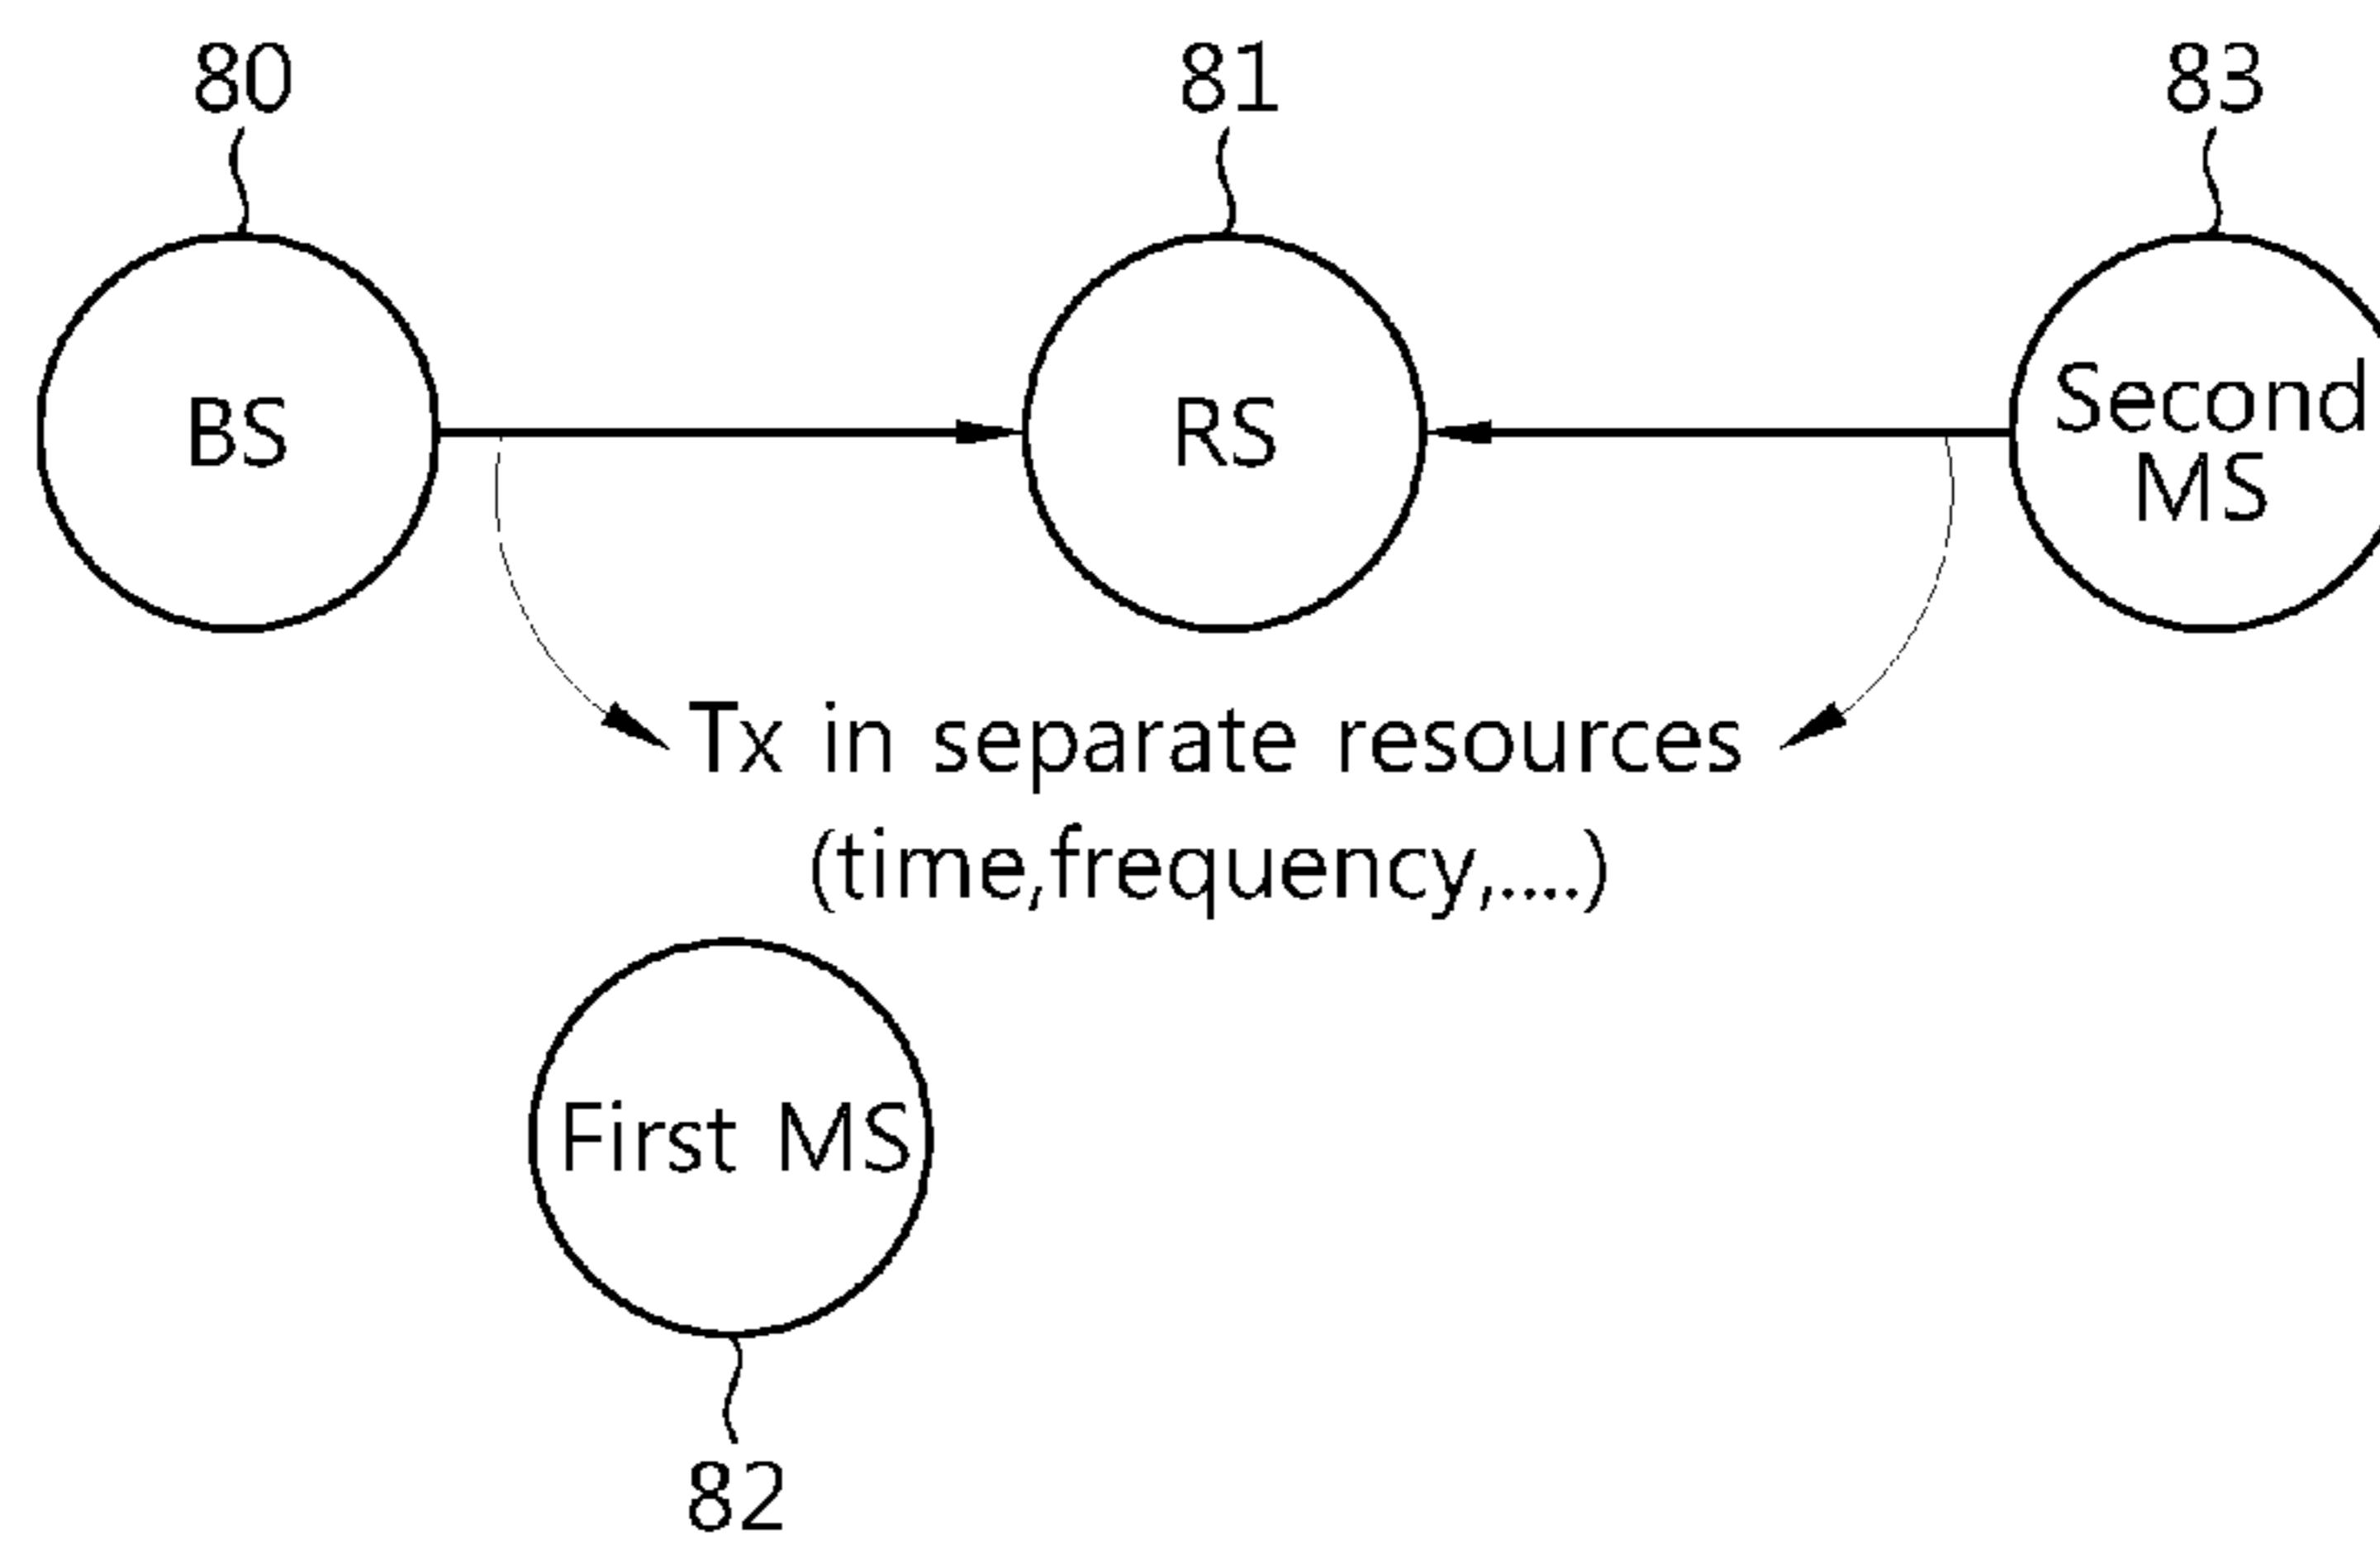 80
81
83
BS
RS
Second
MS
Tx in separate resources
(time,frequency,....)
First MS
82